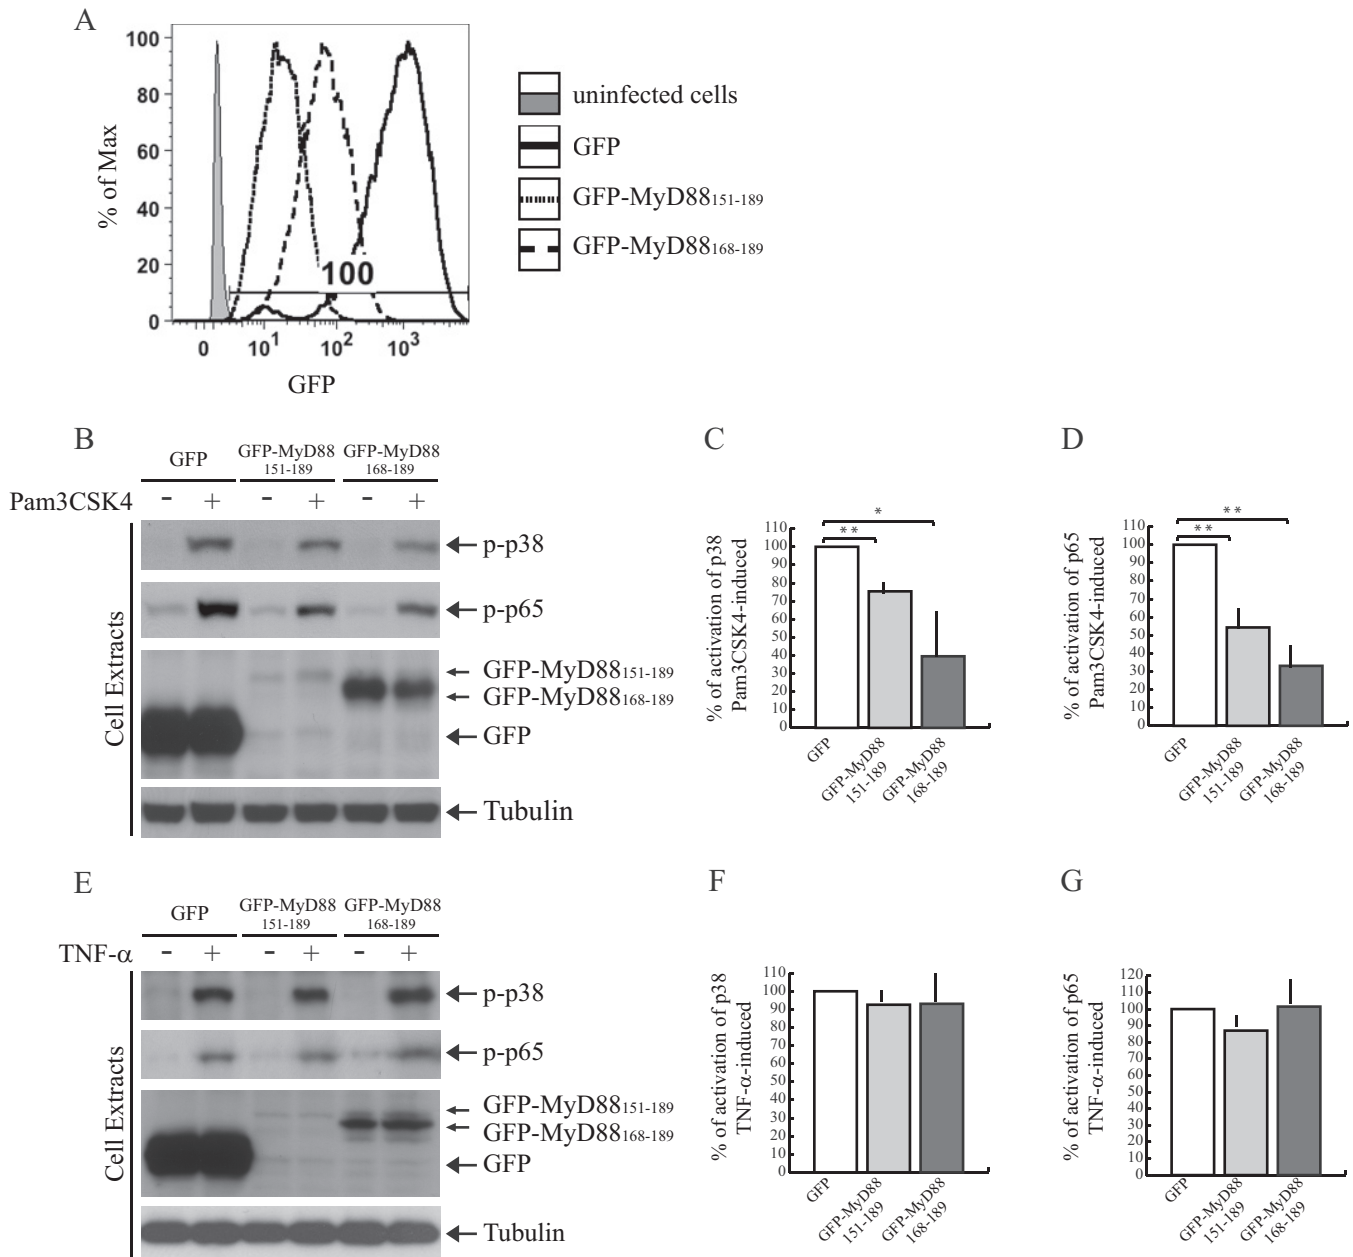 A
100
80
60
40
20
0
% of Max
100
0 10¹ 10² 10³
GFP
uninfected cells
GFP
GFP-MyD88151-189
GFP-MyD88168-189
B
GFP
GFP-MyD88
151-189
GFP-MyD88
168-189
Pam3CSK4 - + - + - +
Cell Extracts
p-p38
p-p65
GFP-MyD88151-189
GFP-MyD88168-189
GFP
Tubulin
C
% of activation of p38
Pam3CSK4-induced
110
100
90
80
70
60
50
40
30
20
10
0
*
**
GFP
GFP-MyD88
151-189
GFP-MyD88
168-189
D
% of activation of p65
Pam3CSK4-induced
110
100
90
80
70
60
50
40
30
20
10
0
**
**
GFP
GFP-MyD88
151-189
GFP-MyD88
168-189
E
GFP
GFP-MyD88
151-189
GFP-MyD88
168-189
TNF-α - + - + - +
Cell Extracts
p-p38
p-p65
GFP-MyD88151-189
GFP-MyD88168-189
GFP
Tubulin
F
% of activation of p38
TNF-α-induced
110
100
90
80
70
60
50
40
30
20
10
0
GFP
GFP-MyD88
151-189
GFP-MyD88
168-189
G
% of activation of p65
TNF-α-induced
120
110
100
90
80
70
60
50
40
30
20
10
0
GFP
GFP-MyD88
151-189
GFP-MyD88
168-189